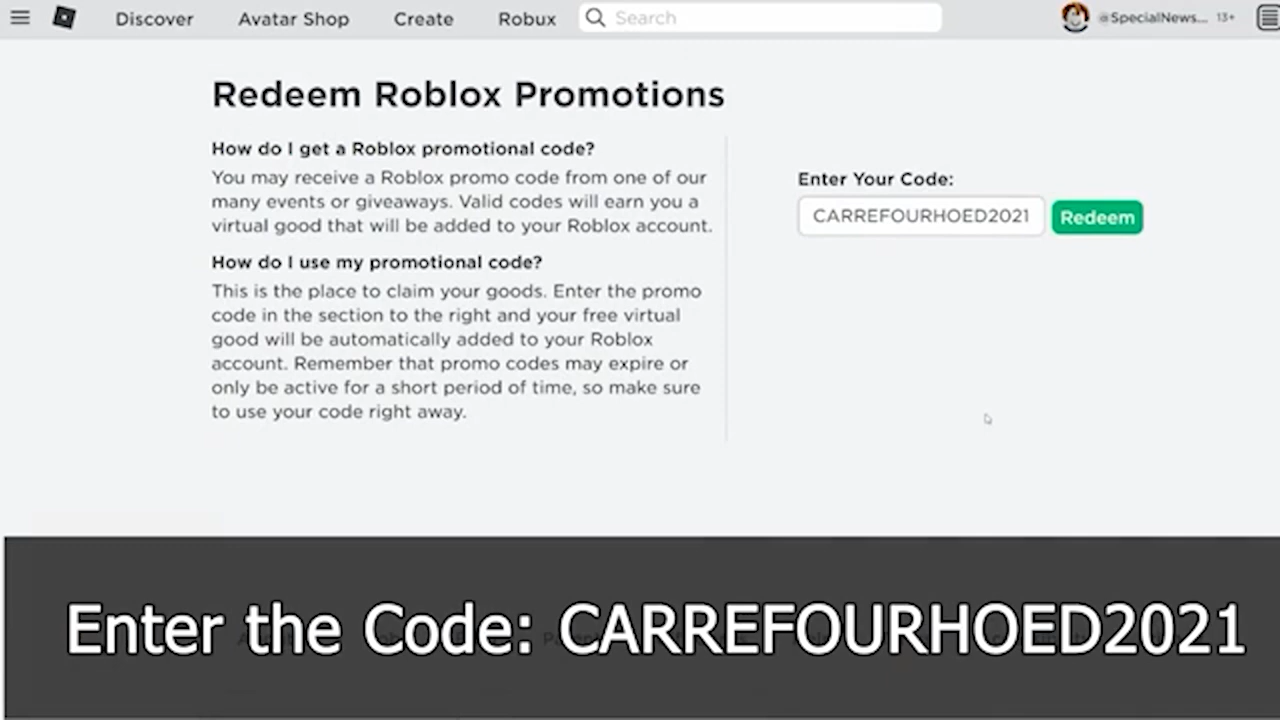 Discover Avatar Shop Create Robux Search @SpecialNews... 13+
Redeem Roblox Promotions
How do I get a Roblox promotional code?
You may receive a Roblox promo code from one of our
many events or giveaways. Valid codes will earn you a
virtual good that will be added to your Roblox account.
How do I use my promotional code?
This is the place to claim your goods. Enter the promo
code in the section to the right and your free virtual
good will be automatically added to your Roblox
account. Remember that promo codes may expire or
only be active for a short period of time, so make sure
to use your code right away.
Enter Your Code:
CARREFOURHOED2021 Redeem
Enter the Code: CARREFOURHOED2021